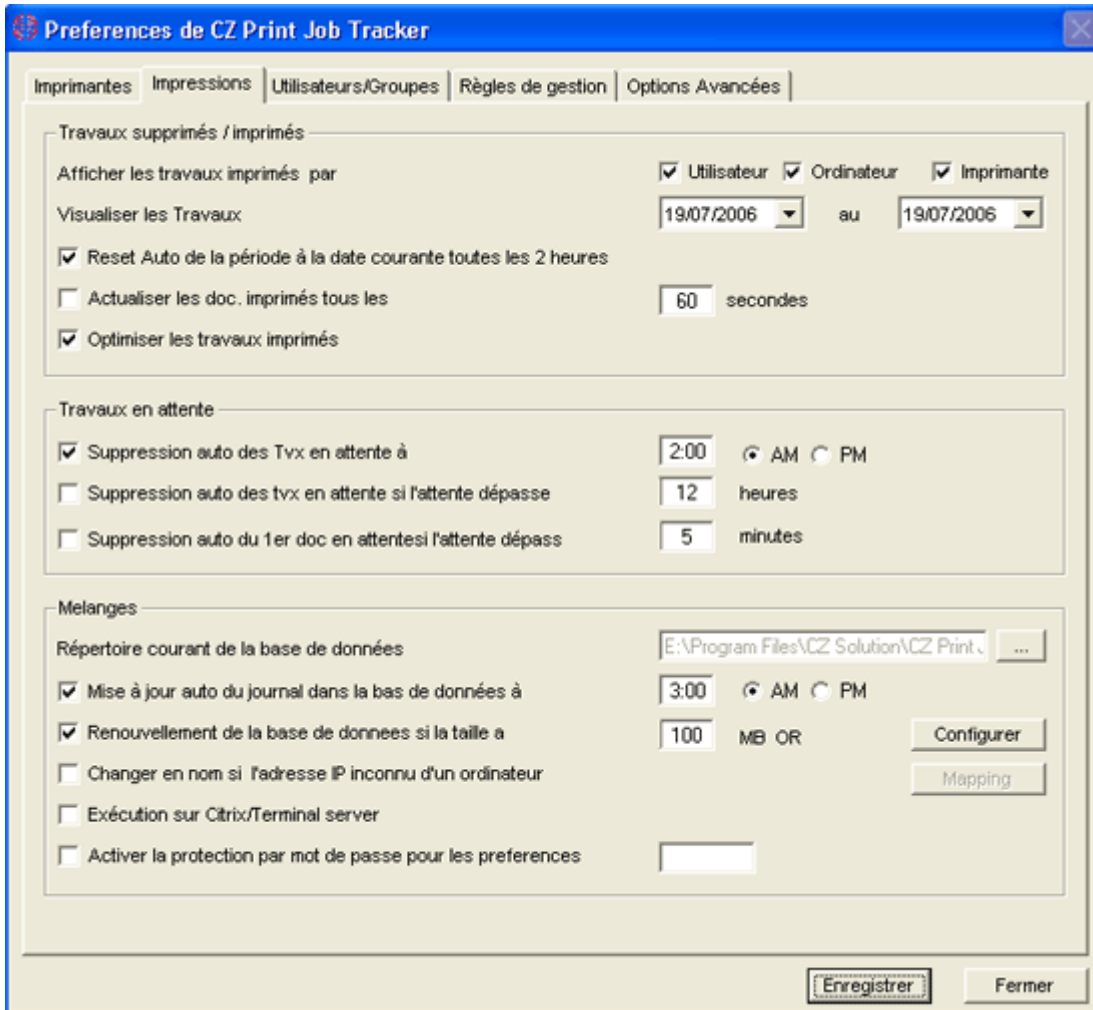 Preferences de CZ Print Job Tracker
Imprimantes Impressions Utilisateurs/Groupes Règles de gestion Options Avancées
Travaux supprimés / imprimés
Afficher les travaux imprimés par Utilisateur Ordinateur Imprimante
Visualiser les Travaux 19/07/2006 au 19/07/2006
Reset Auto de la période à la date courante toutes les 2 heures
Actualiser les doc. imprimés tous les 60 secondes
Optimiser les travaux imprimés
Travaux en attente
Suppression auto des Tvx en attente à 2:00 AM PM
Suppression auto des tvx en attente si l'attente dépasse 12 heures
Suppression auto du 1er doc en attentesi l'attente dépass 5 minutes
Melanges
Répertoire courant de la base de données E:\Program Files\CZ Solution\CZ Print J ...
Mise à jour auto du journal dans la bas de données à 3:00 AM PM
Renouvellement de la base de donnees si la taille a 100 MB OR Configurer
Changer en nom si l'adresse IP inconnu d'un ordinateur Mapping
Exécution sur Citrix/Terminal server
Activer la protection par mot de passe pour les preferences
Enregistrer Fermer